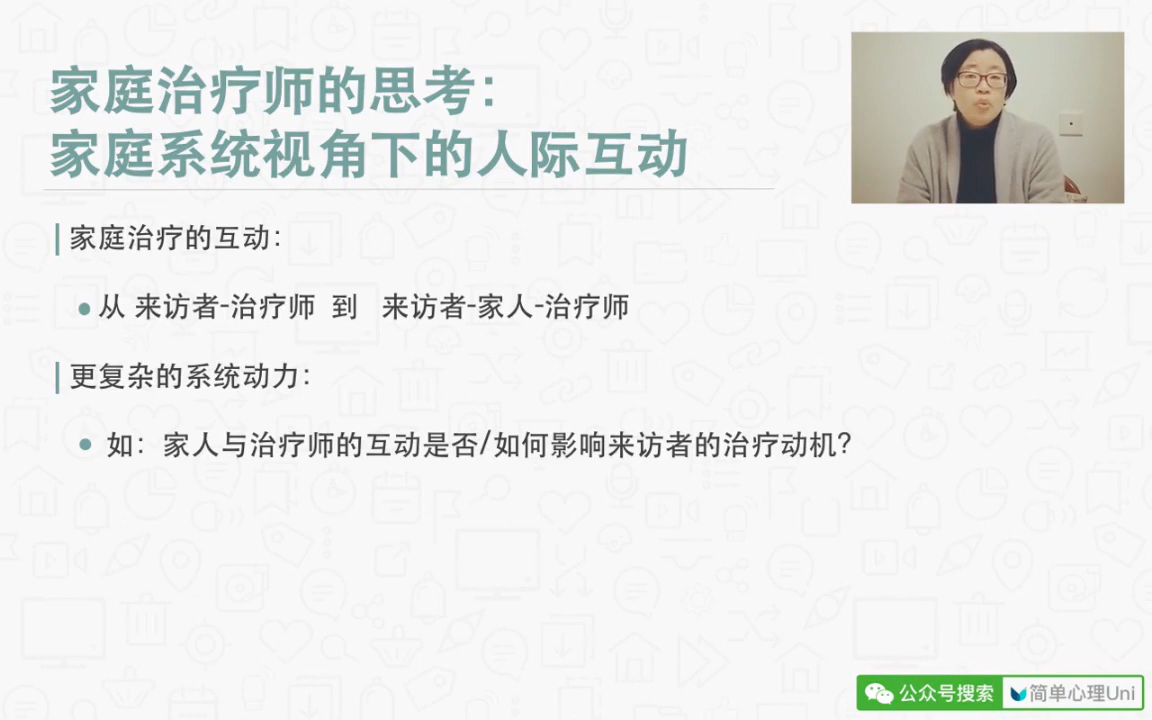 家庭治疗师的思考：
家庭系统视角下的人际互动
家庭治疗的互动：
从 来访者-治疗师 到 来访者-家人-治疗师
更复杂的系统动力：
如：家人与治疗师的互动是否/如何影响来访者的治疗动机？
公众号搜索 简单心理Uni